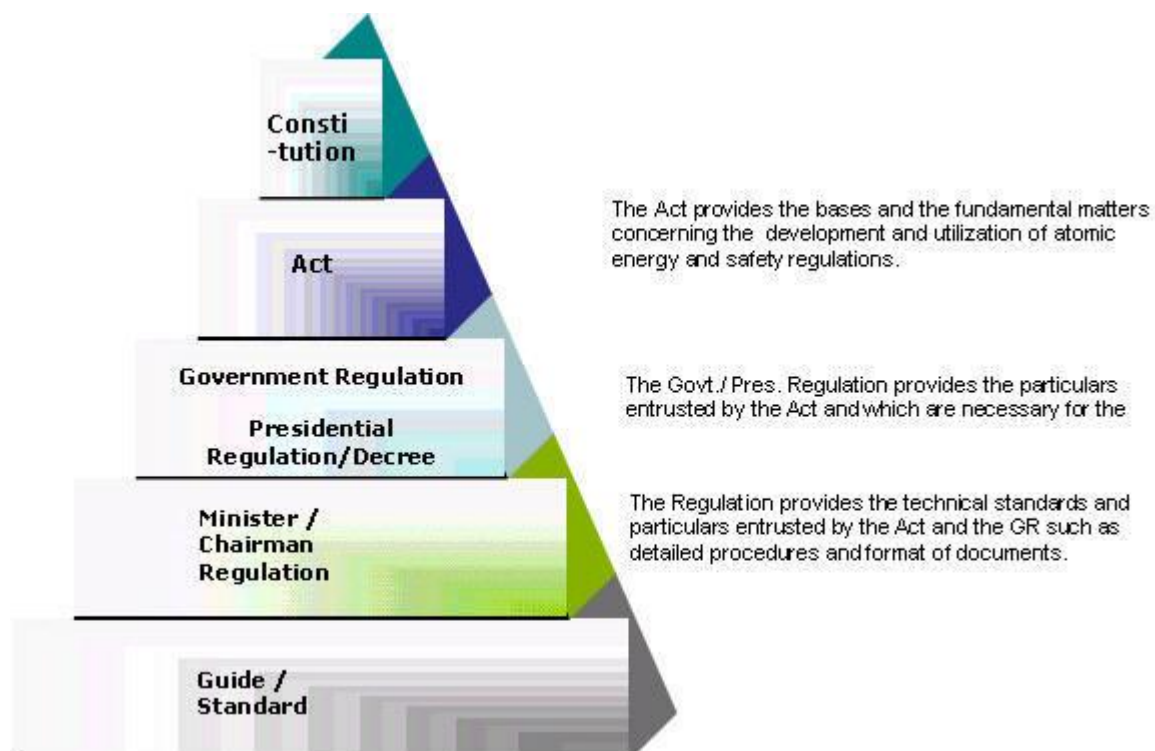 Consti
-tution
Act
The Act provides the bases and the fundamental matters
concerning the development and utilization of atomic
energy and safety regulations.
Government Regulation
Presidential
Regulation/Decree
The Govt./ Pres. Regulation provides the particulars
entrusted by the Act and which are necessary for the
Minister /
Chairman
Regulation
The Regulation provides the technical standards and
particulars entrusted by the Act and the GR such as
detailed procedures and format of documents.
Guide /
Standard